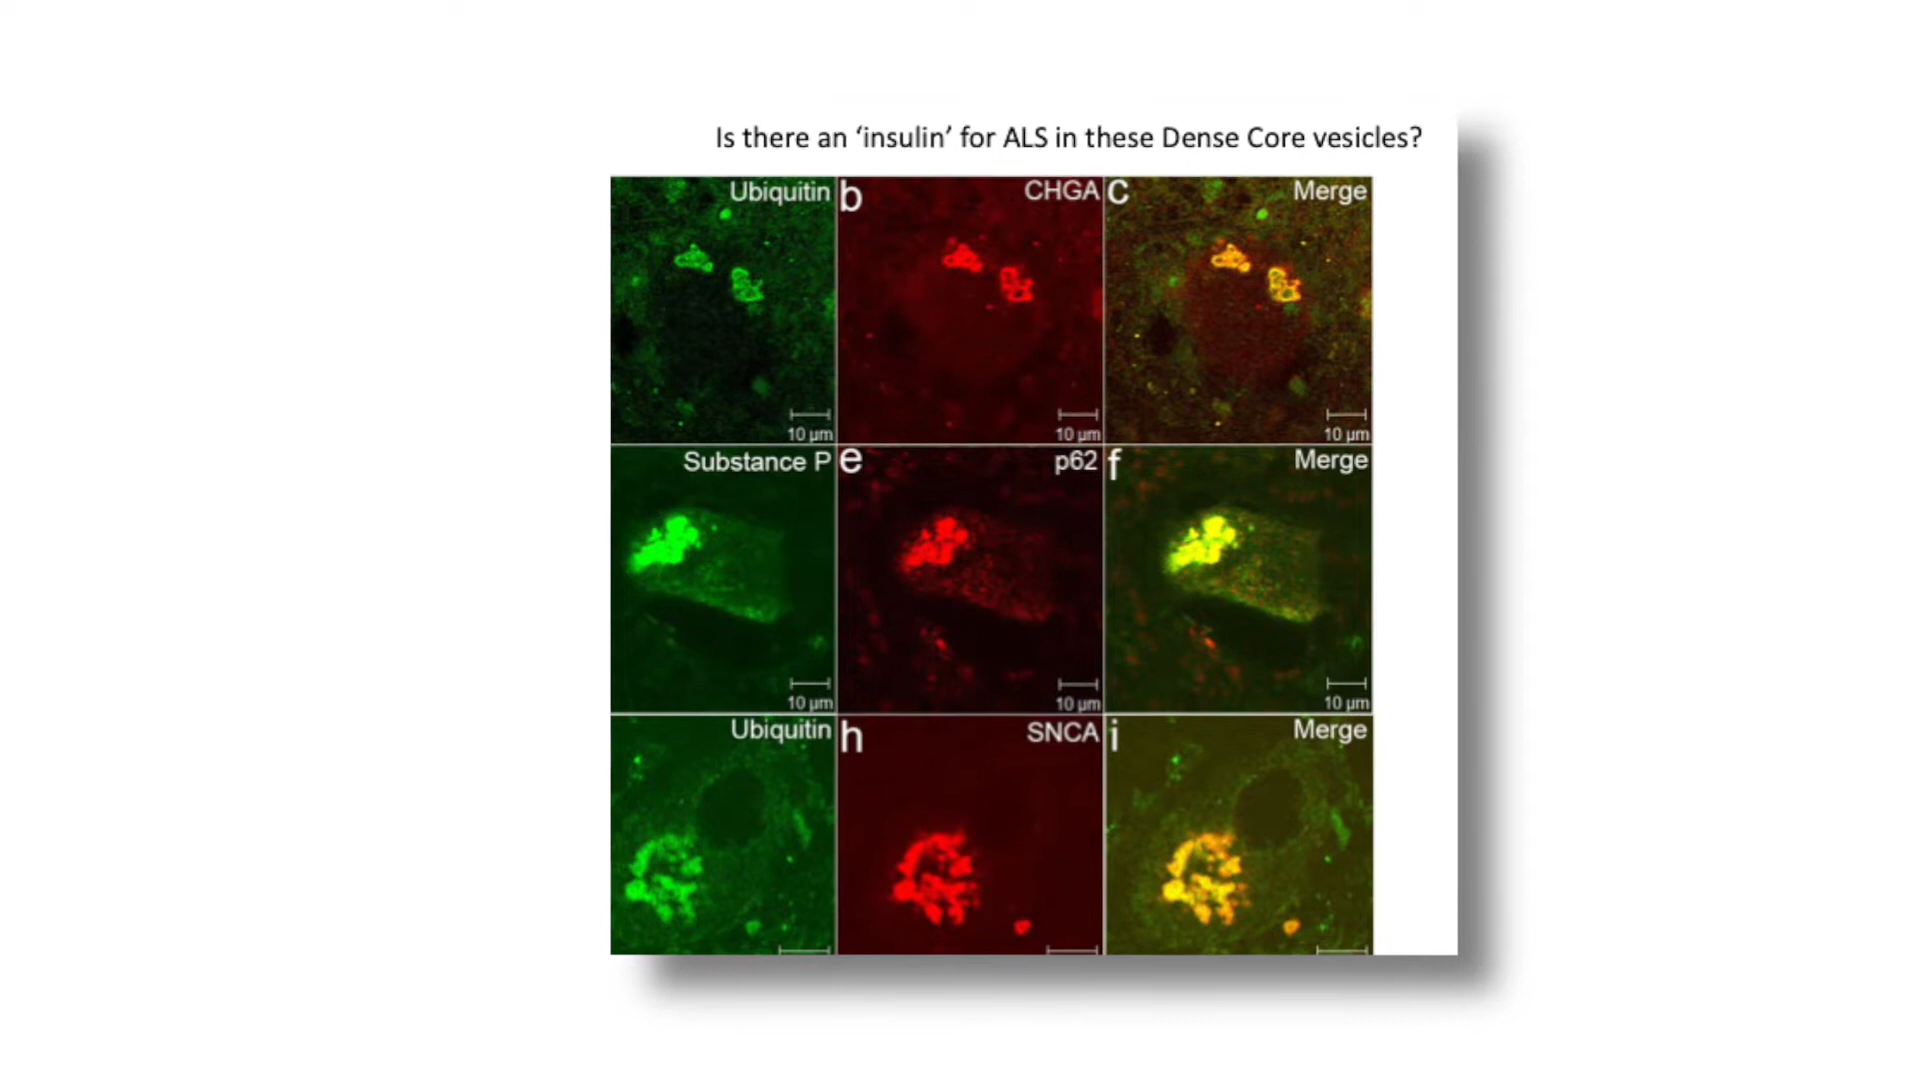 Is there an ‘insulin’ for ALS in these Dense Core vesicles?
Ubiquitin
b CHGA
c Merge
10 µm
10 µm
10 µm
Substance P
e p62
f Merge
10 µm
10 µm
10 µm
Ubiquitin
h SNCA
i Merge